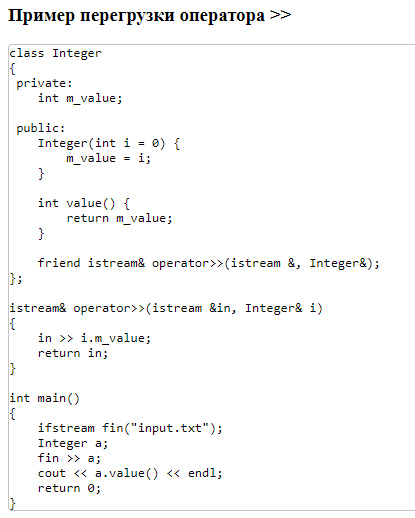 Пример перегрузки оператора >>
class Integer
{
 private:
    int m_value;

 public:
    Integer(int i = 0) {
        m_value = i;
    }

    int value() {
        return m_value;
    }

    friend istream& operator>>(istream &, Integer&);
};

istream& operator>>(istream &in, Integer& i)
{
    in >> i.m_value;
    return in;
}

int main()
{
    ifstream fin("input.txt");
    Integer a;
    fin >> a;
    cout << a.value() << endl;
    return 0;
}